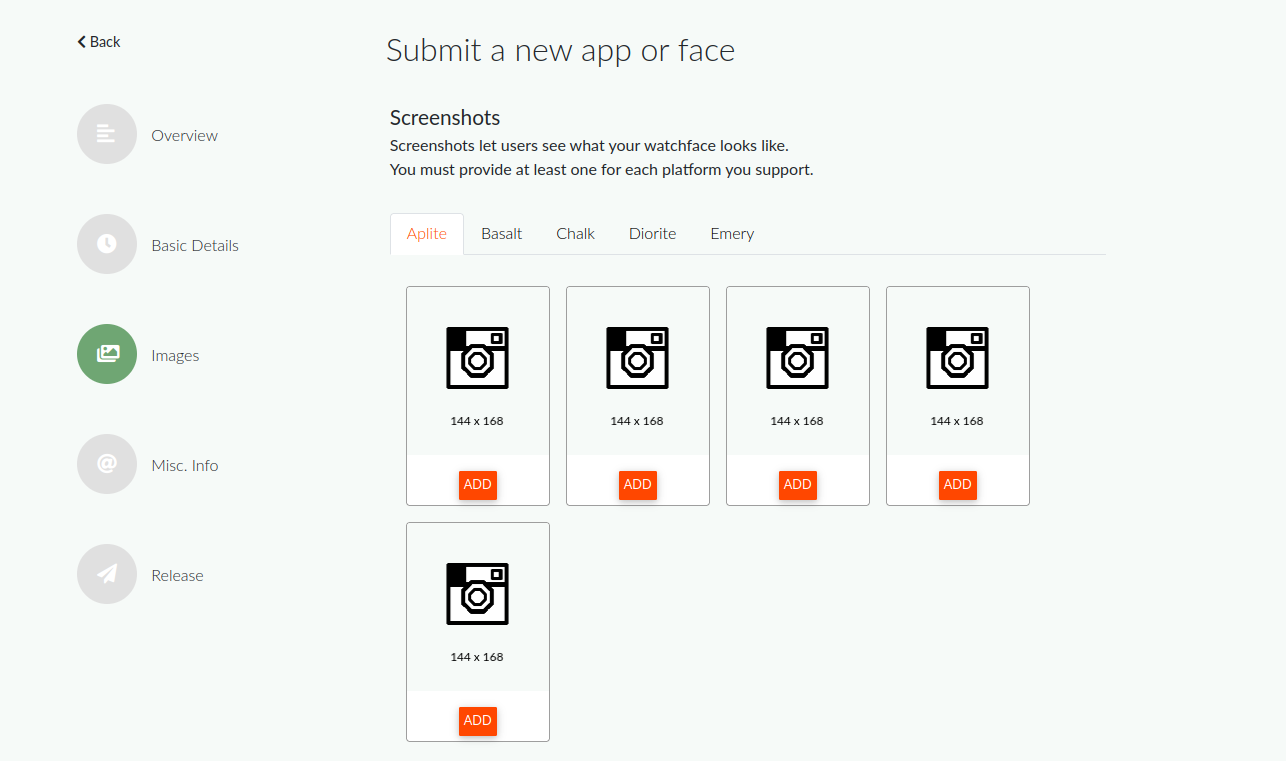 Back
Submit a new app or face
Overview
Basic Details
Images
Misc. Info
Release
Screenshots
Screenshots let users see what your watchface looks like.
You must provide at least one for each platform you support.
Aplite Basalt Chalk Diorite Emery
144 x 168 144 x 168 144 x 168 144 x 168
ADD ADD ADD ADD
144 x 168
ADD